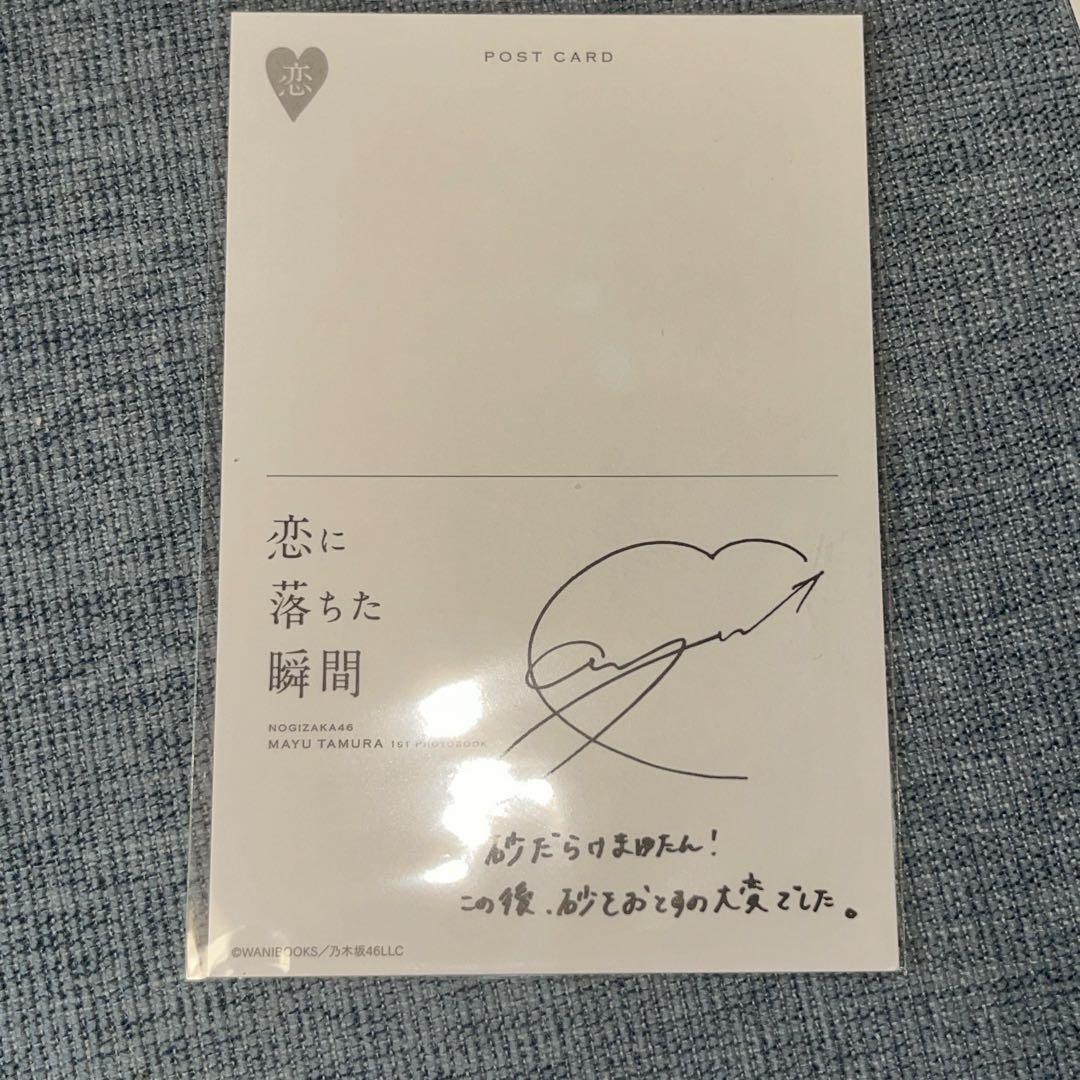 恋
POST CARD
恋に
落ちた
瞬間
NOGIZAKA46
MAYU TAMURA 1ST PHOTOBOOK
砂だらけまゆたん!
この後、砂をおとすの大変でした。
©WANIBOOKS／乃木坂46LLC